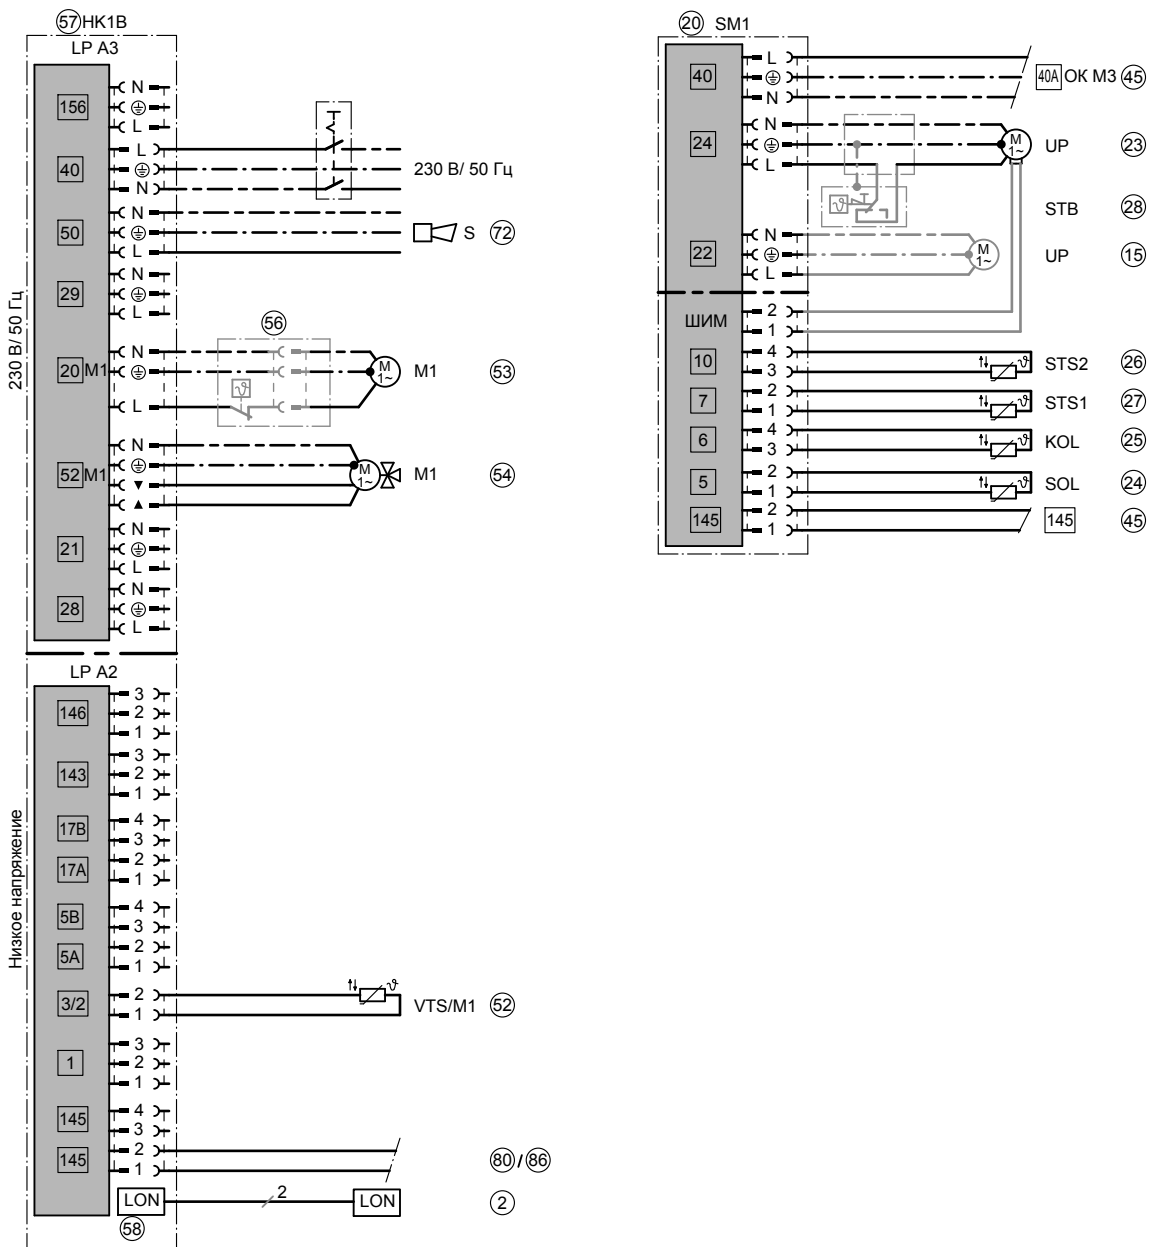 57 HK1B
LP A3
230 В/ 50 Гц
156
N
L
40
L
N
230 В/ 50 Гц
50
N
L
S 72
29
N
L
56
20 M1
N
L
ϑ
M
1~
M1 53
52 M1
N
▼
▲
M
1~
M1 54
21
N
L
28
N
L
LP A2
Низкое напряжение
146
3
2
1
143
3
2
1
17B
4
3
17A
2
1
5B
4
3
5A
2
1
3/2
2
1
ϑ
VTS/M1 52
1
3
2
1
145
4
3
145
2
1
80 / 86
LON
2
LON
2
58
20 SM1
40
L
N
40A ОК М3 45
24
N
L
M
1~
UP 23
ϑ
STB 28
22
N
L
M
1~
UP 15
ШИМ
2
1
10
4
3
ϑ
STS2 26
7
2
1
ϑ
STS1 27
6
4
3
ϑ
KOL 25
5
2
1
ϑ
SOL 24
145
2
1
145 45